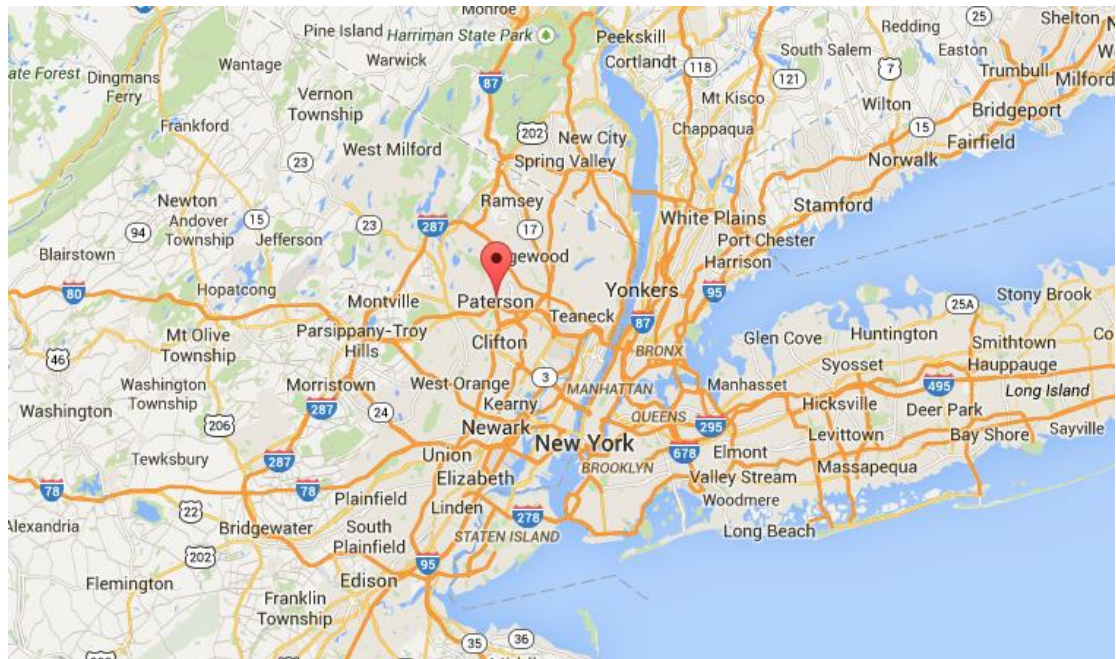 Monroe
Pine Island
Harriman State Park
Peekskill
25
Redding
Shelton
ate Forest
Dingmans
Ferry
Wantage
Warwick
87
Cortlandt
118
South Salem
7
Easton
Trumbull
Milford
121
Vernon
Township
Mt Kisco
Wilton
Bridgeport
Frankford
202
New City
Chappaqua
15
Fairfield
23
West Milford
Spring Valley
Norwalk
Newton
Andover
Township
15
23
287
Ramsey
17
White Plains
Stamford
94
Jefferson
Port Chester
Harrison
Blairstown
gewood
80
Hopatcong
Montville
Paterson
Yonkers
95
Stony Brook
25A
Teaneck
87
Mt Olive
Township
Parsippany-Troy
Hills
Clifton
BRONX
Glen Cove
Huntington
Smithtown
Co
46
Hauppauge
Syosset
Washington
Township
Morristown
West Orange
3
MANHATTAN
Manhasset
495
Long Island
Washington
287
24
Kearny
QUEENS
Hicksville
Deer Park
206
Newark
New York
295
Levittown
Bay Shore
Sayville
Tewksbury
287
Union
BROOKLYN
678
Elmont
78
78
Elizabeth
Valley Stream
Massapequa
Plainfield
Woodmere
Alexandria
22
Bridgewater
Linden
278
Long Beach
South
Plainfield
STATEN ISLAND
202
95
Flemington
Edison
Franklin
Township
35
36